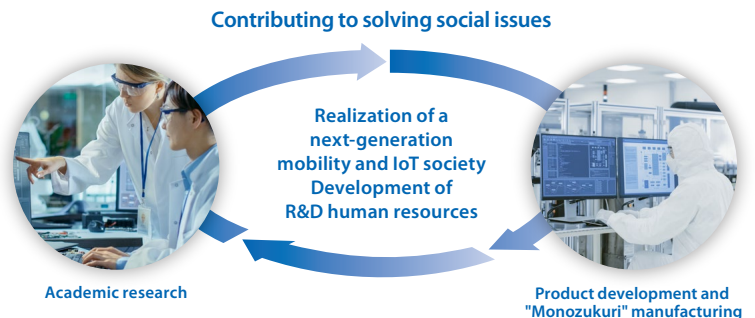 Contributing to solving social issues
Realization of a
next-generation
mobility and IoT society
Development of
R&D human resources
Academic research
Product development and
"Monozukuri" manufacturing